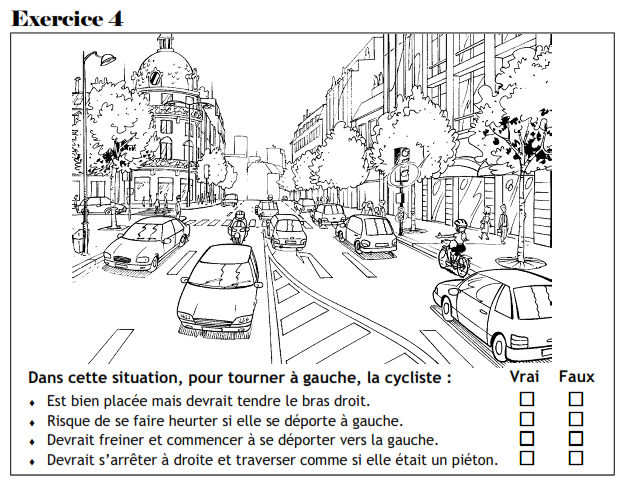 Exercice 4
Dans cette situation, pour tourner à gauche, la cycliste : Vrai Faux
♦ Est bien placée mais devrait tendre le bras droit.
♦ Risque de se faire heurter si elle se déporte à gauche.
♦ Devrait freiner et commencer à se déporter vers la gauche.
♦ Devrait s'arrêter à droite et traverser comme si elle était un piéton.